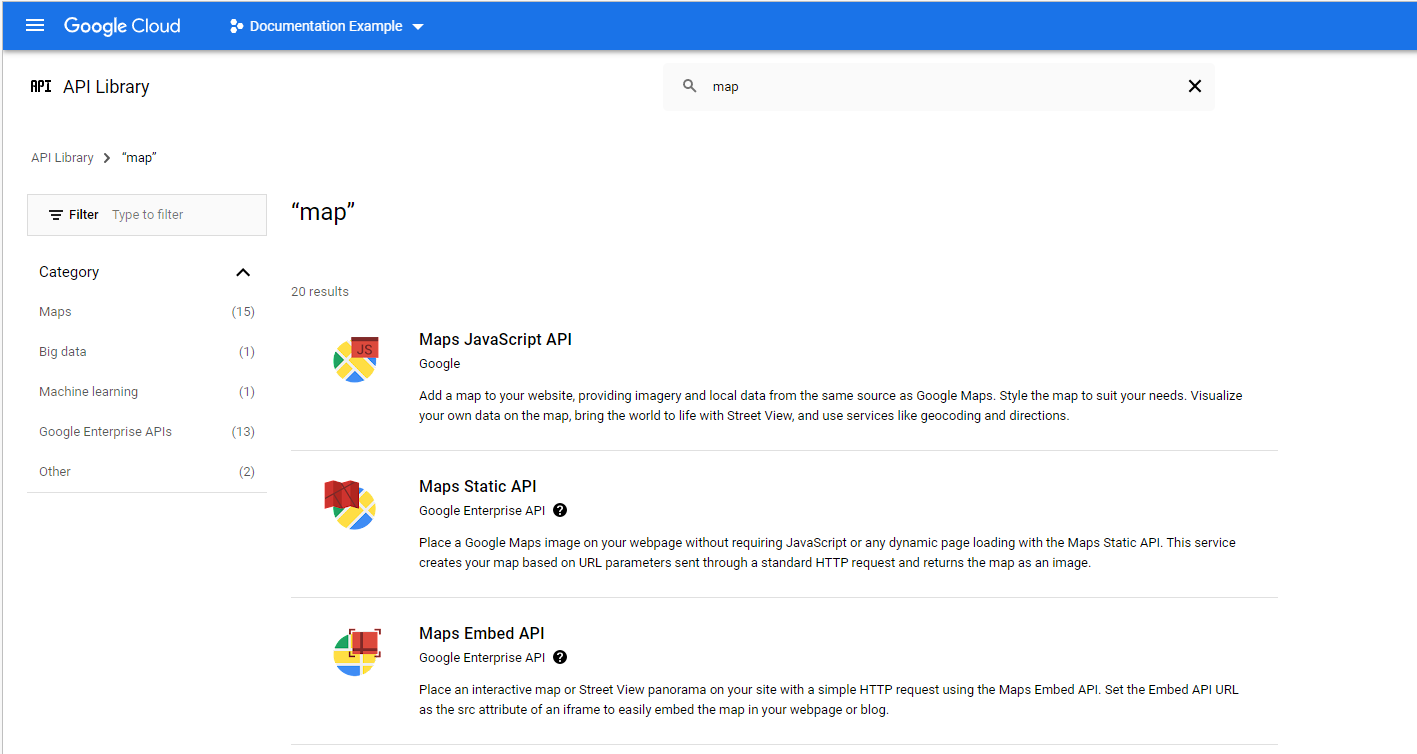 Google Cloud
Documentation Example
API API Library
map
API Library
“map”
Filter Type to filter
“map”
Category
20 results
Maps (15)
Big data (1)
Machine learning (1)
Google Enterprise APIs (13)
Other (2)
JS
Maps JavaScript API
Google
Add a map to your website, providing imagery and local data from the same source as Google Maps. Style the map to suit your needs. Visualize
your own data on the map, bring the world to life with Street View, and use services like geocoding and directions.
Maps Static API
Google Enterprise API ?
Place a Google Maps image on your webpage without requiring JavaScript or any dynamic page loading with the Maps Static API. This service
creates your map based on URL parameters sent through a standard HTTP request and returns the map as an image.
Maps Embed API
Google Enterprise API ?
Place an interactive map or Street View panorama on your site with a simple HTTP request using the Maps Embed API. Set the Embed API URL
as the src attribute of an iframe to easily embed the map in your webpage or blog.